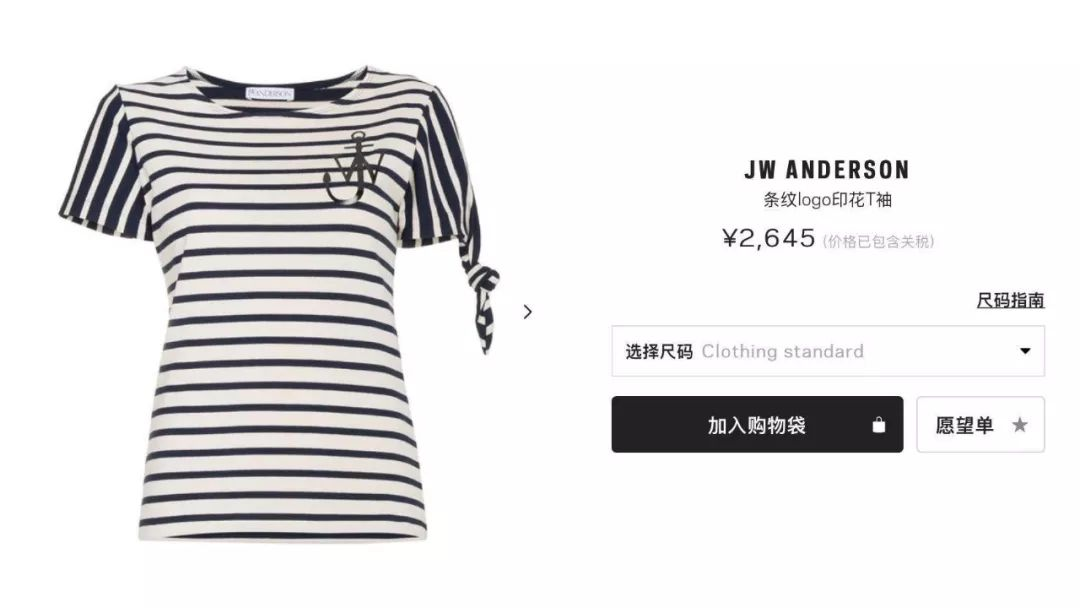 JW ANDERSON
JW ANDERSON
条纹logo印花T袖
¥2,645 (价格已包含关税)
尺码指南
选择尺码 Clothing standard
加入购物袋
愿望单